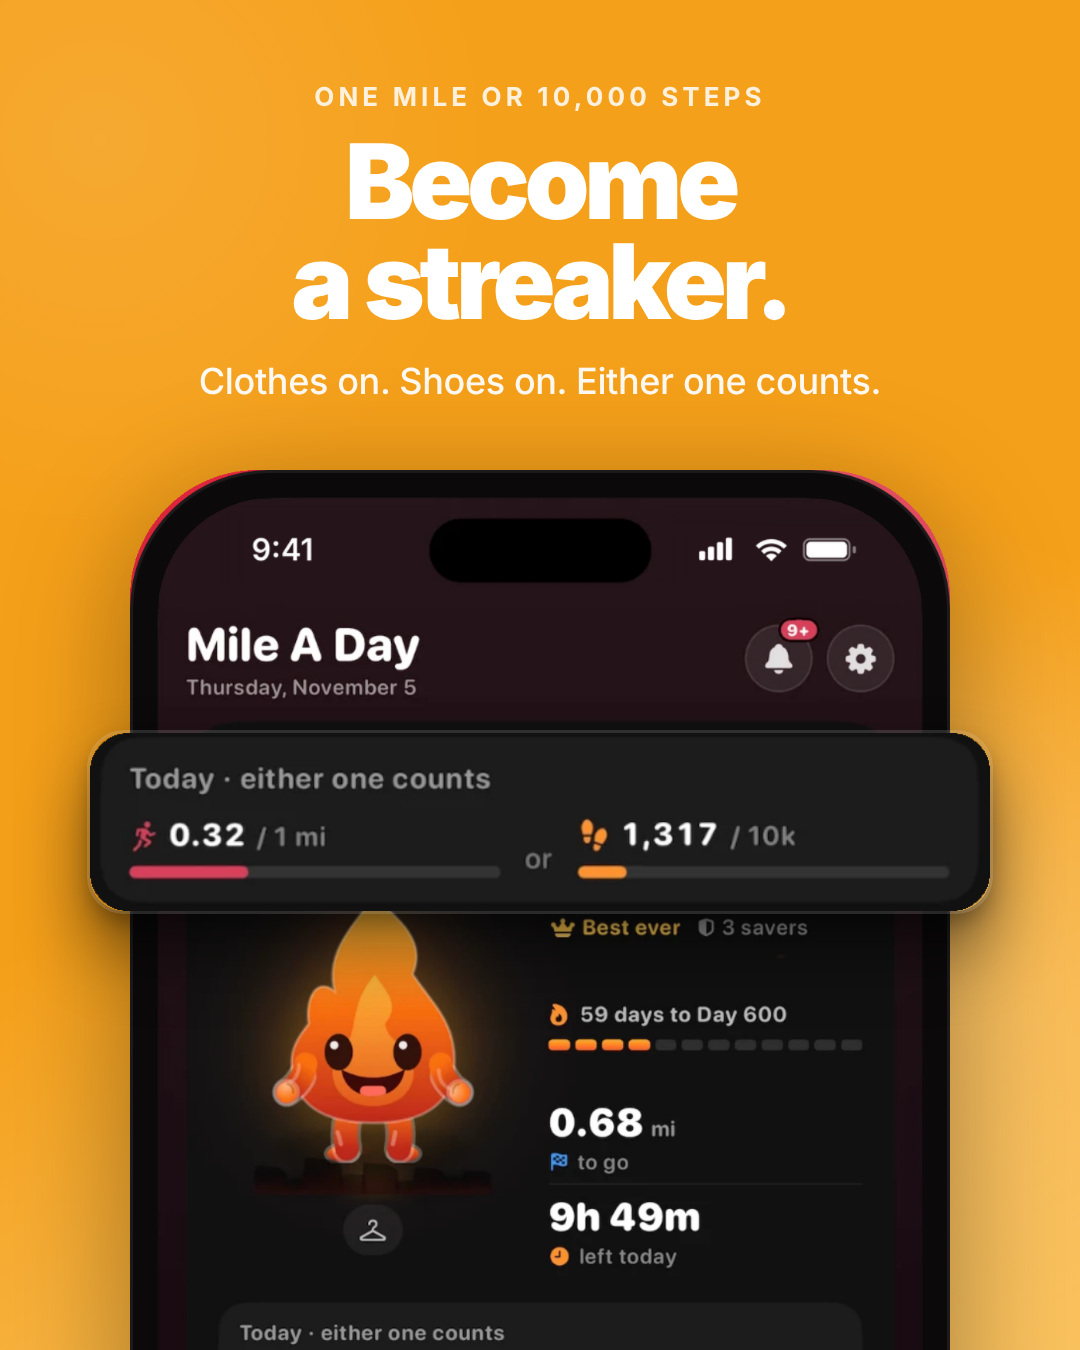 ONE MILE OR 10,000 STEPS
Become
a streaker.
Clothes on. Shoes on. Either one counts.
9:41
Mile A Day
9+
Thursday, November 5
Today · either one counts
0.32 / 1 mi
or
1,317 / 10k
Best ever 3 savers
59 days to Day 600
0.68 mi
to go
9h 49m
left today
Today · either one counts